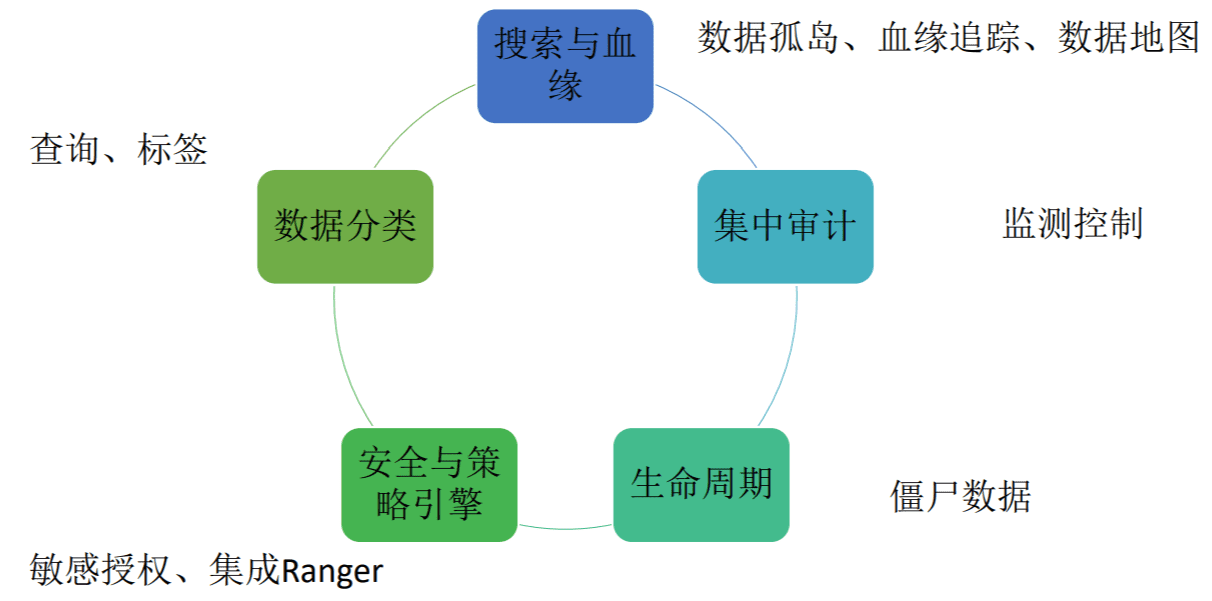 搜索与血
缘
数据孤岛、血缘追踪、数据地图
查询、标签
数据分类
集中审计
监测控制
安全与策
略引擎
生命周期
僵尸数据
敏感授权、集成Ranger